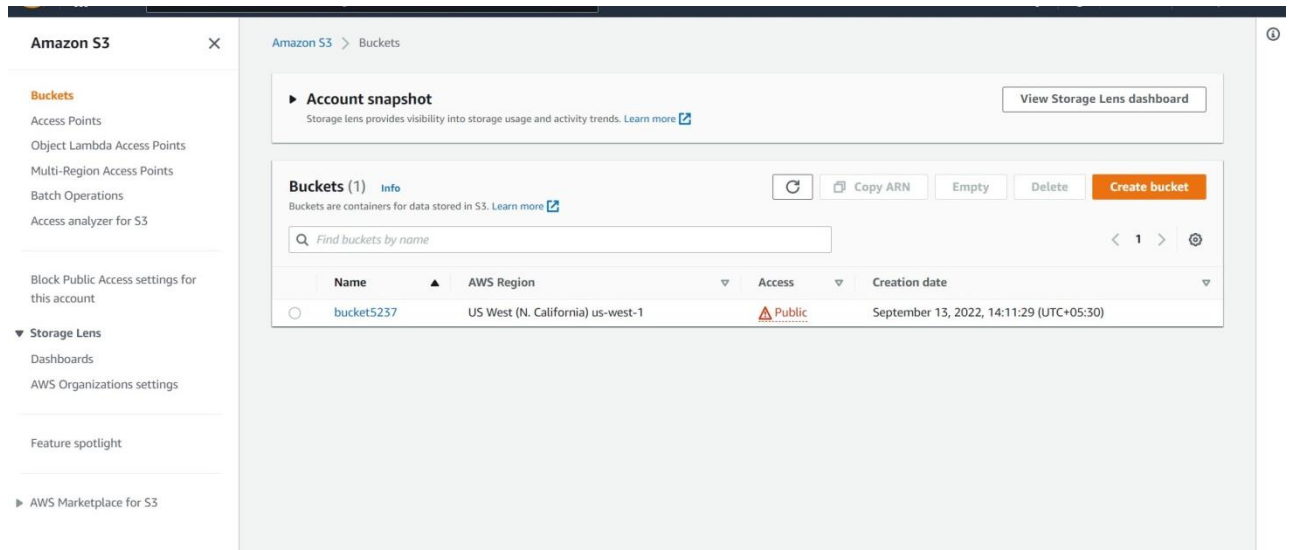 Amazon S3
Buckets
Access Points
Object Lambda Access Points
Multi-Region Access Points
Batch Operations
Access analyzer for S3
Block Public Access settings for
this account
Storage Lens
Dashboards
AWS Organizations settings
Feature spotlight
AWS Marketplace for S3
Amazon S3 > Buckets
Account snapshot
Storage lens provides visibility into storage usage and activity trends. Learn more
View Storage Lens dashboard
Buckets (1) Info
Buckets are containers for data stored in S3. Learn more
Copy ARN Empty Delete Create bucket
Find buckets by name
< 1 >
Name AWS Region Access Creation date
bucket5237 US West (N. California) us-west-1 Public September 13, 2022, 14:11:29 (UTC+05:30)